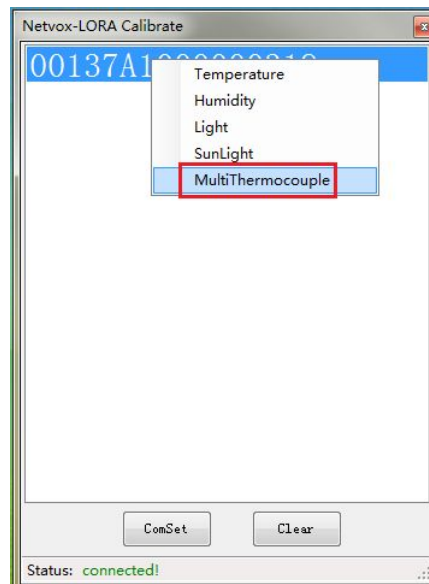 Netvox-LORA Calibrate
00137A1
Temperature
Humidity
Light
SunLight
MultiThermocouple
ComSet Clear
Status: connected!